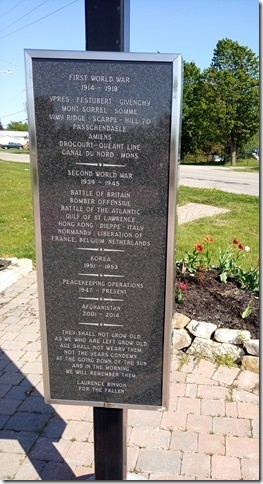 FIRST WORLD WAR
1914 - 1918
YPRES · FESTUBERT · GIVENCHY
MONT SORREL · SOMME
VIMY RIDGE · SCARPE · HILL 70
PASSCHENDAELE
AMIENS
DROCOURT-QUEANT LINE
CANAL DU NORD · MONS
SECOND WORLD WAR
1939 - 1945
BATTLE OF BRITAIN
BOMBER OFFENSIVE
BATTLE OF THE ATLANTIC
GULF OF ST. LAWRENCE
HONG KONG · DIEPPE · ITALY
NORMANDY · LIBERATION OF
FRANCE, BELGIUM, NETHERLANDS
KOREA
1951 - 1953
PEACEKEEPING OPERATIONS
1947 - PRESENT
AFGHANISTAN
2001 - 2014
THEY SHALL NOT GROW OLD,
AS WE WHO ARE LEFT GROW OLD,
AGE SHALL NOT WEARY THEM,
NOT THE YEARS CONDEMN
AT THE GOING DOWN OF THE SUN
AND IN THE MORNING
WE WILL REMEMBER THEM.
LAURENCE BINYON
"FOR THE FALLEN"